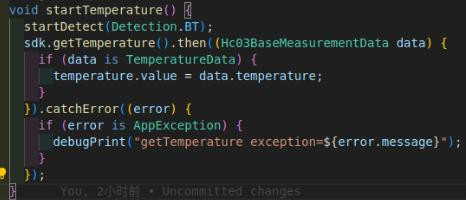 void startTemperature() {
  startDetect(Detection.BT);
  sdk.getTemperature().then((Hc03BaseMeasurementData data) {
    if (data is TemperatureData) {
      temperature.value = data.temperature;
    }
  }).catchError((error) {
    if (error is AppException) {
      debugPrint("getTemperature exception=${error.message}");
    }
  });
}      You, 2小时前 • Uncommitted changes